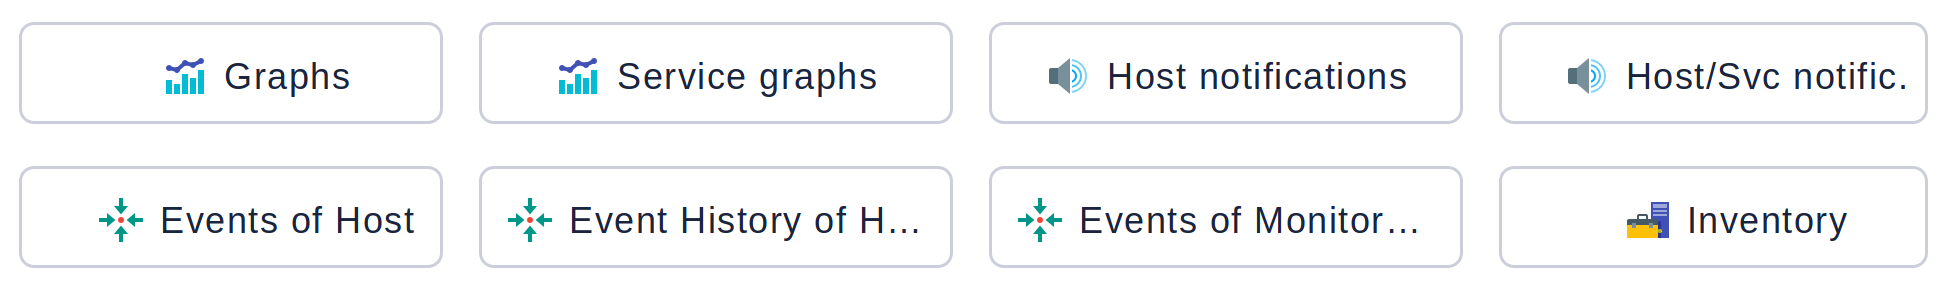 Graphs
Service graphs
Host notifications
Host/Svc notific.
Events of Host
Event History of H...
Events of Monitor...
Inventory